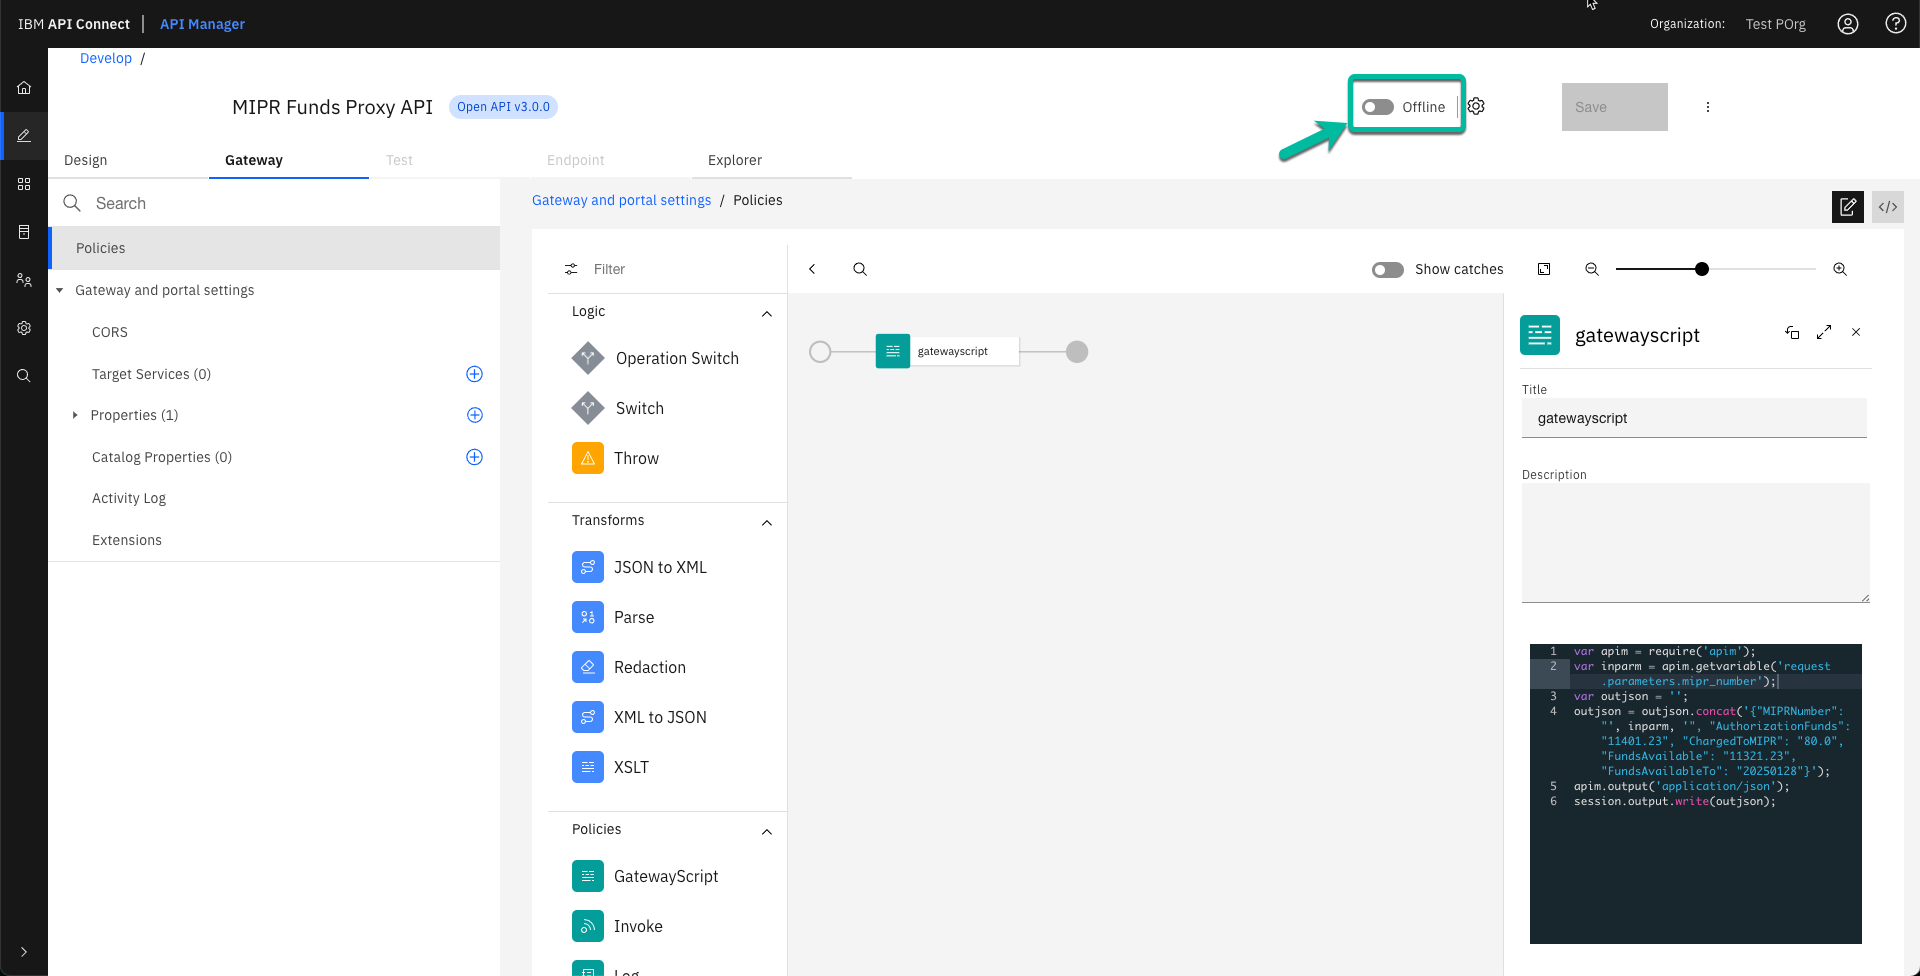 IBM API Connect | API Manager
Organization: Test POrg
Develop /
MIPR Funds Proxy API
Open API v3.0.0
Offline
Save
Design
Gateway
Test
Endpoint
Explorer
Search
Policies
Gateway and portal settings
CORS
Target Services (0)
Properties (1)
Catalog Properties (0)
Activity Log
Extensions
Gateway and portal settings / Policies
</>
Filter
Show catches
Logic
Operation Switch
Switch
Throw
Transforms
JSON to XML
Parse
Redaction
XML to JSON
XSLT
Policies
GatewayScript
Invoke
Log
gatewayscript
gatewayscript
Title
gatewayscript
Description
1 var apim = require('apim');
2 var inparm = apim.getvariable('request
.parameters.mipr_number');
3 var outjson = '';
4 outjson = outjson.concat('{"MIPRNumber":
"', inparm, '", "AuthorizationFunds":
"11401.23", "ChargedToMIPR": "80.0",
"FundsAvailable": "11321.23",
"FundsAvailableTo": "20250128"}');
5 apim.output('application/json');
6 session.output.write(outjson);